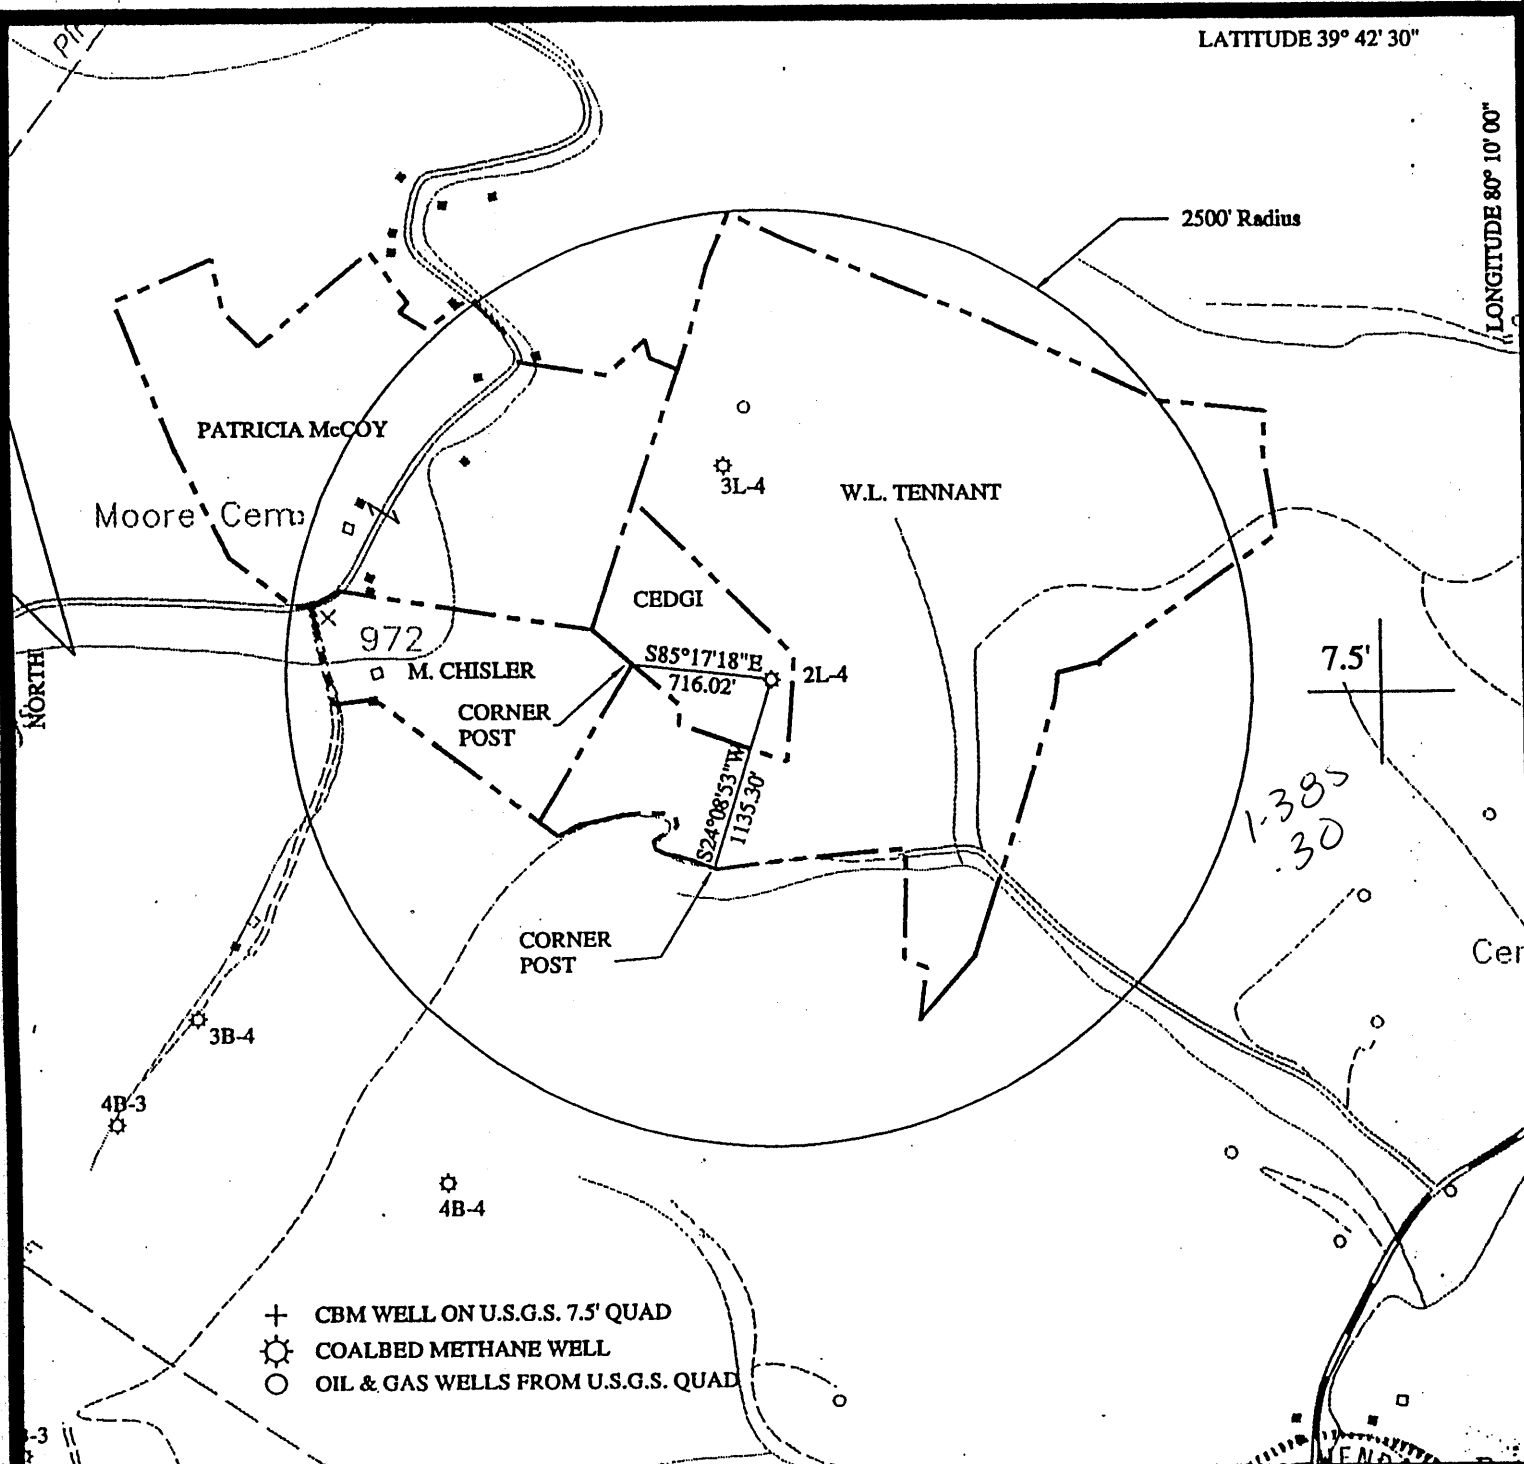 LATITUDE 39° 42' 30"
LONGITUDE 80° 10' 00"
2500' Radius
PATRICIA McCOY
Moore Cem
3L-4
W.L. TENNANT
CEDGI
972
M. CHISLER
S85°17'18"E
716.02'
2L-4
7.5'
NORTH
CORNER
POST
S24°08'53"W
1135.30'
1.385
.30
CORNER
POST
Cem
3B-4
4B-3
4B-4
CBM WELL ON U.S.G.S. 7.5' QUAD
COALBED METHANE WELL
OIL & GAS WELLS FROM U.S.G.S. QUAD
-3